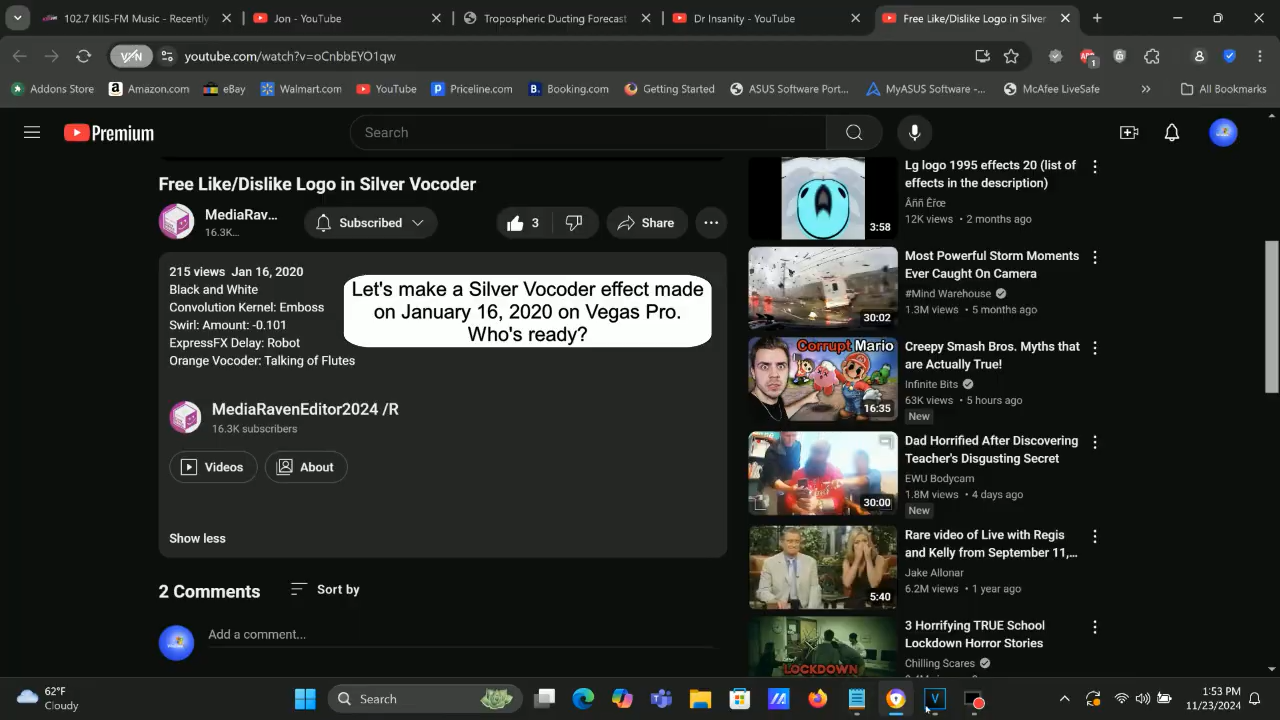 102.7 KIIS-FM Music - Recently
Jon - YouTube
Tropospheric Ducting Forecast
Dr Insanity - YouTube
Free Like/Dislike Logo in Silver
youtube.com/watch?v=oCnbbEYO1qw
1
Addons Store
Amazon.com
eBay
Walmart.com
YouTube
Priceline.com
Booking.com
Getting Started
ASUS Software Port...
MyASUS Software -...
McAfee LiveSafe
All Bookmarks
Premium
Search
Free Like/Dislike Logo in Silver Vocoder
MediaRav...
16.3K...
Subscribed
3
Share
215 views Jan 16, 2020
Black and White
Convolution Kernel: Emboss
Swirl: Amount: -0.101
ExpressFX Delay: Robot
Orange Vocoder: Talking of Flutes
Let's make a Silver Vocoder effect made
on January 16, 2020 on Vegas Pro.
Who's ready?
MediaRavenEditor2024 /R
16.3K subscribers
Videos
About
Show less
2 Comments
Sort by
Add a comment...
Lg logo 1995 effects 20 (list of
effects in the description)
Âññ Êřœ
12K views • 2 months ago
3:58
Most Powerful Storm Moments
Ever Caught On Camera
#Mind Warehouse
1.3M views • 5 months ago
30:02
Corrupt Mario
Creepy Smash Bros. Myths that
are Actually True!
Infinite Bits
63K views • 5 hours ago
New
16:35
Dad Horrified After Discovering
Teacher's Disgusting Secret
EWU Bodycam
1.8M views • 4 days ago
New
30:00
Rare video of Live with Regis
and Kelly from September 11,...
Jake Allonar
6.2M views • 1 year ago
5:40
3 Horrifying TRUE School
Lockdown Horror Stories
Chilling Scares
LOCKDOWN
62°F
Cloudy
Search
1:53 PM
11/23/2024